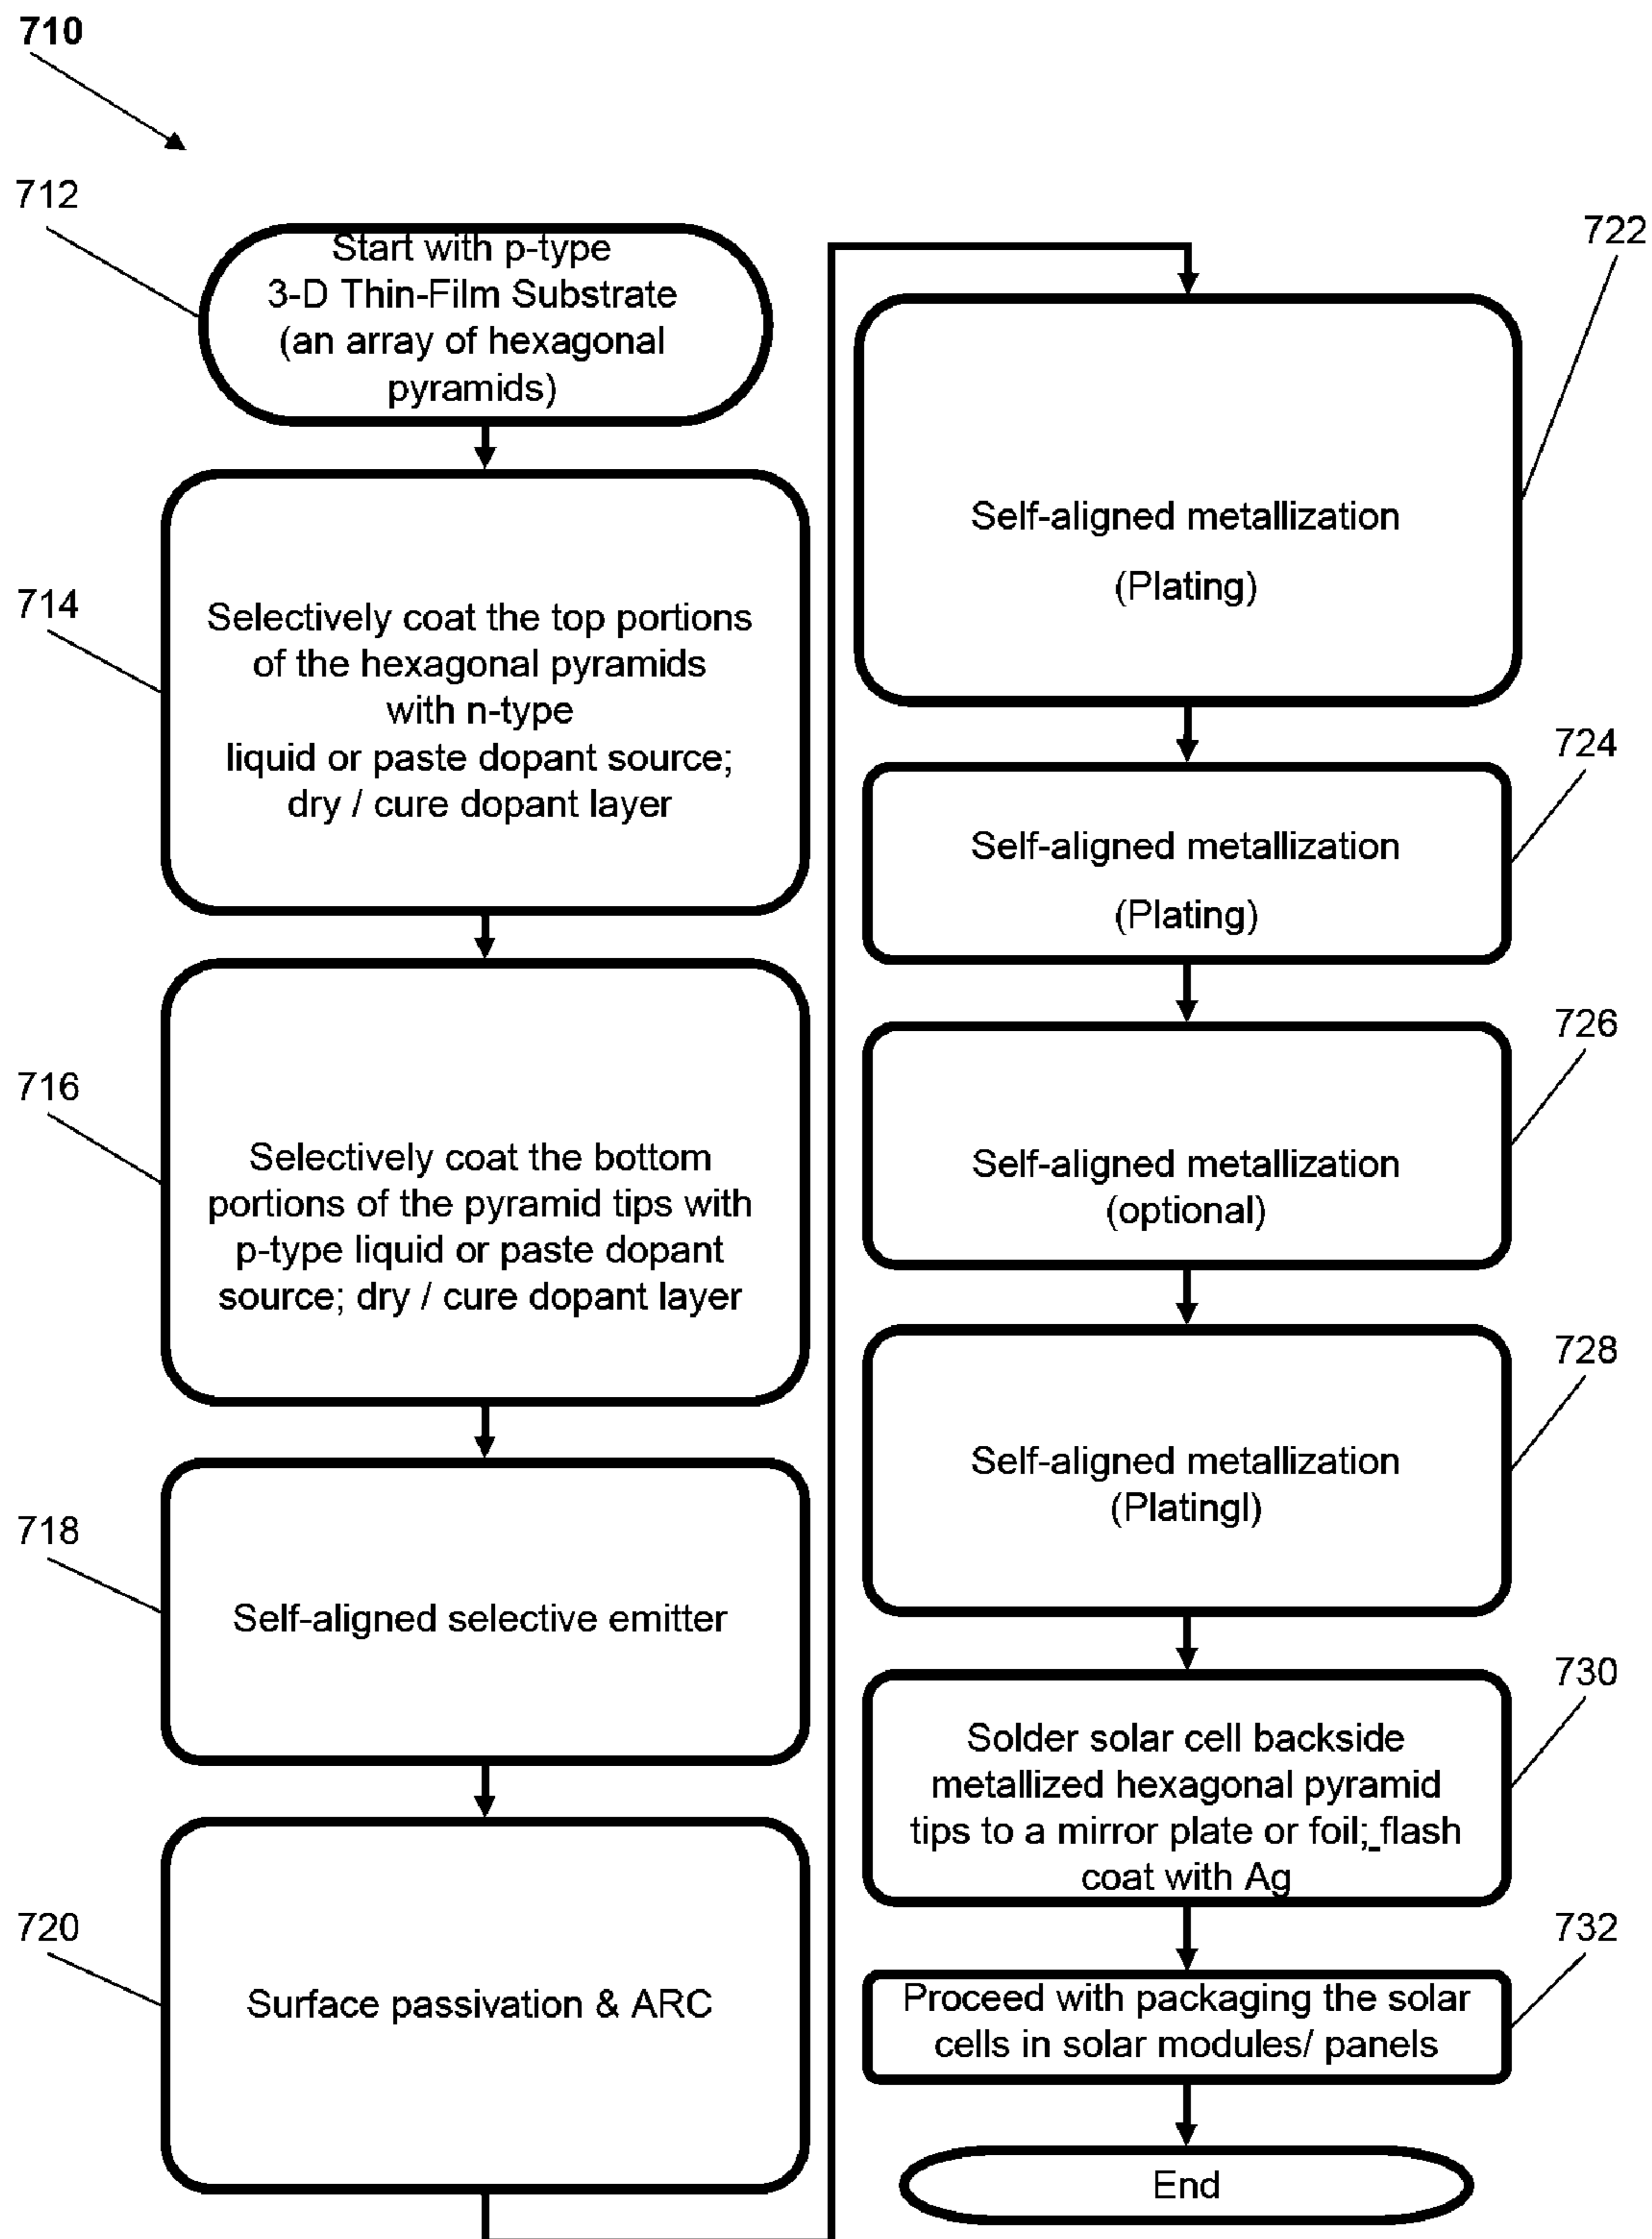 710
712
Start with p-type
3-D Thin-Film Substrate
(an array of hexagonal
pyramids)
714
Selectively coat the top portions
of the hexagonal pyramids
with n-type
liquid or paste dopant source;
dry / cure dopant layer
716
Selectively coat the bottom
portions of the pyramid tips with
p-type liquid or paste dopant
source; dry / cure dopant layer
718
Self-aligned selective emitter
720
Surface passivation & ARC
722
Self-aligned metallization
(Plating)
724
Self-aligned metallization
(Plating)
726
Self-aligned metallization
(optional)
728
Self-aligned metallization
(Platingl)
730
Solder solar cell backside
metallized hexagonal pyramid
tips to a mirror plate or foil; flash
coat with Ag
732
Proceed with packaging the solar
cells in solar modules/ panels
End